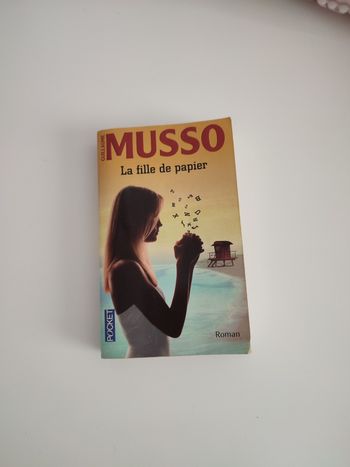 GUILLAUME
MUSSO
La fille de papier
POCKET
Roman